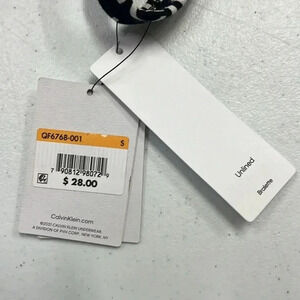 QF6768-001 S
7 90812 98072 9
$ 28.00
CalvinKlein.com
©2021 CALVIN KLEIN UNDERWEAR,
A DIVISION OF PVH CORP. NEW YORK, NY
Unlined
Bralette